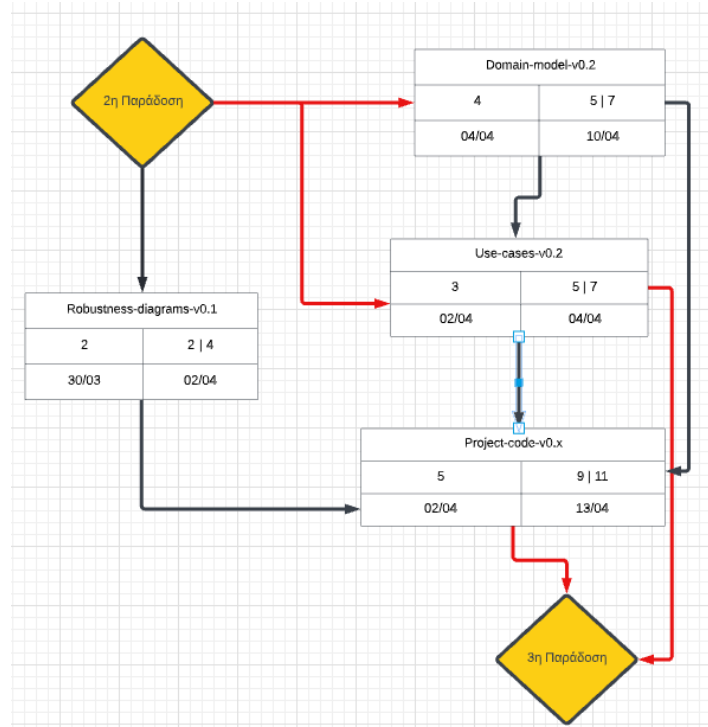 2η Παράδοση
Domain-model-v0.2
4
5 | 7
04/04
10/04
Use-cases-v0.2
3
5 | 7
02/04
04/04
Robustness-diagrams-v0.1
2
2 | 4
30/03
02/04
Project-code-v0.x
5
9 | 11
02/04
13/04
3η Παράδοση